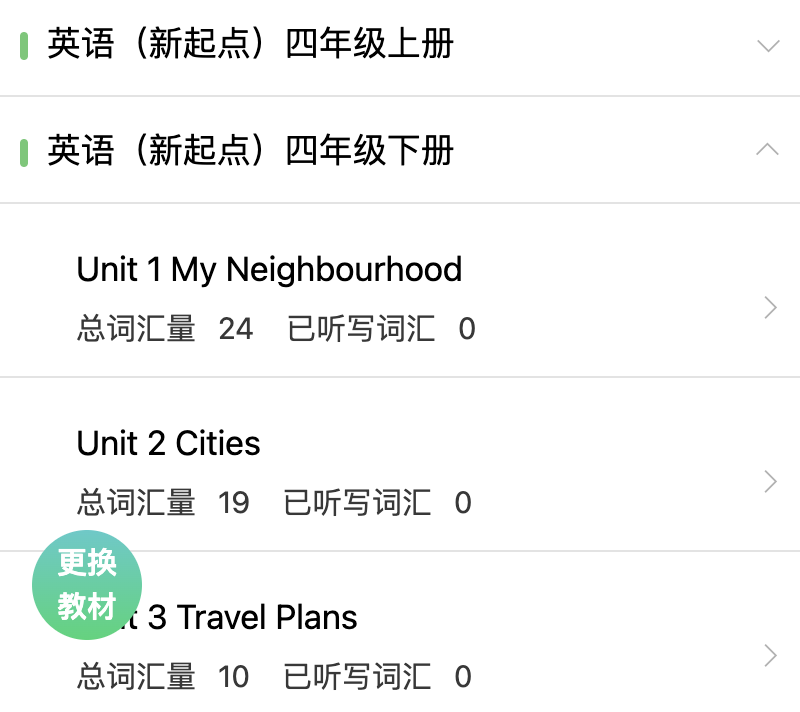 英语（新起点）四年级上册
英语（新起点）四年级下册
Unit 1 My Neighbourhood
总词汇量 24 已听写词汇 0
Unit 2 Cities
总词汇量 19 已听写词汇 0
更换
教材
3 Travel Plans
总词汇量 10 已听写词汇 0